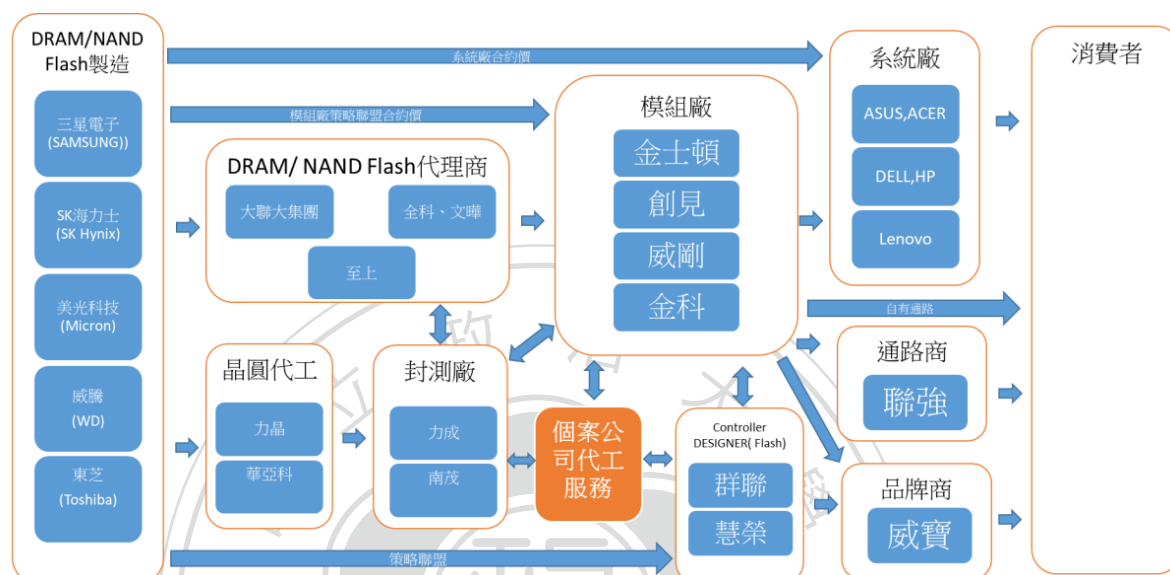 DRAM/NAND
Flash製造
三星電子
(SAMSUNG))
SK海力士
(SK Hynix)
美光科技
(Micron)
威騰
(WD)
東芝
(Toshiba)
系統廠合約價
模組廠策略聯盟合約價
DRAM/ NAND Flash代理商
大聯大集團
全科、文曄
至上
晶圓代工
力晶
華亞科
封測廠
力成
南茂
策略聯盟
模組廠
金士頓
創見
威剛
金科
個案公
司代工
服務
Controller
DESIGNER( Flash)
群聯
慧榮
系統廠
ASUS,ACER
DELL,HP
Lenovo
自有通路
通路商
聯強
品牌商
威寶
消費者
政
立
大